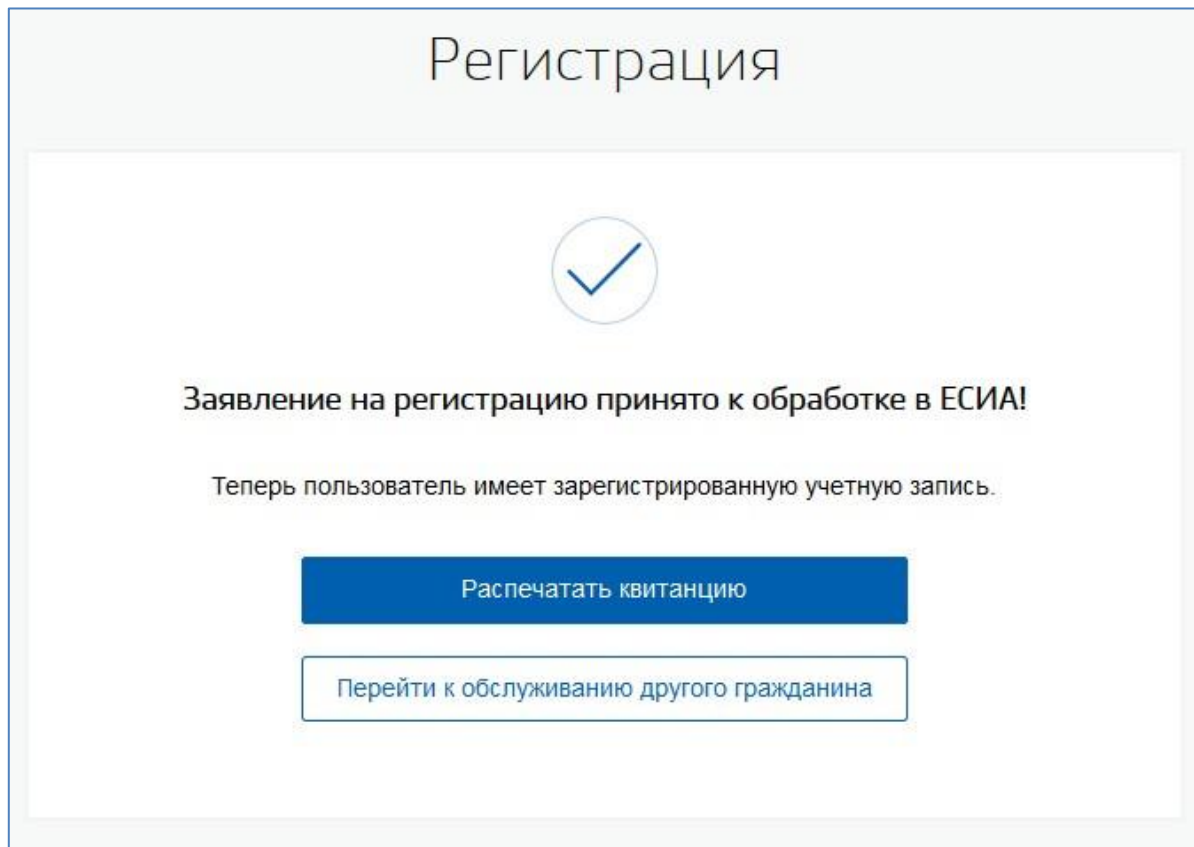 Регистрация
Заявление на регистрацию принято к обработке в ЕСИА!
Теперь пользователь имеет зарегистрированную учетную запись.
Распечатать квитанцию
Перейти к обслуживанию другого гражданина